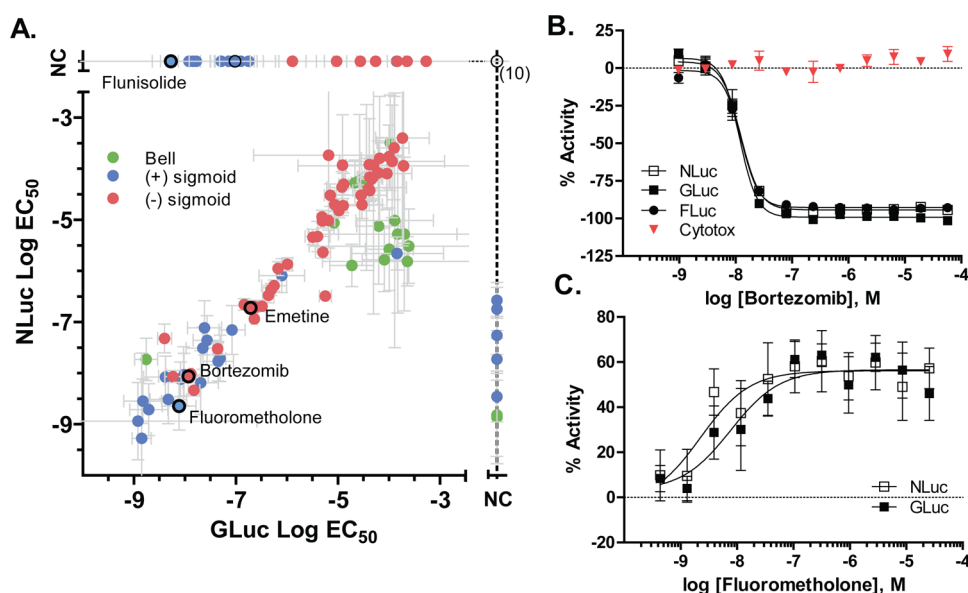 A.
NC
Flunisolide
(10)
Bell
(+) sigmoid
(-) sigmoid
NLuc Log EC50
-3
-5
-7
-9
Emetine
Bortezomib
Fluorometholone
-9
-7
-5
-3
NC
GLuc Log EC50
B.
% Activity
25
0
-25
-50
-75
-100
-125
NLuc
GLuc
FLuc
Cytotox
-10
-9
-8
-7
-6
-5
-4
log [Bortezomib], M
C.
% Activity
80
60
40
20
0
20
NLuc
GLuc
-10
-9
-8
-7
-6
-5
-4
log [Fluorometholone], M